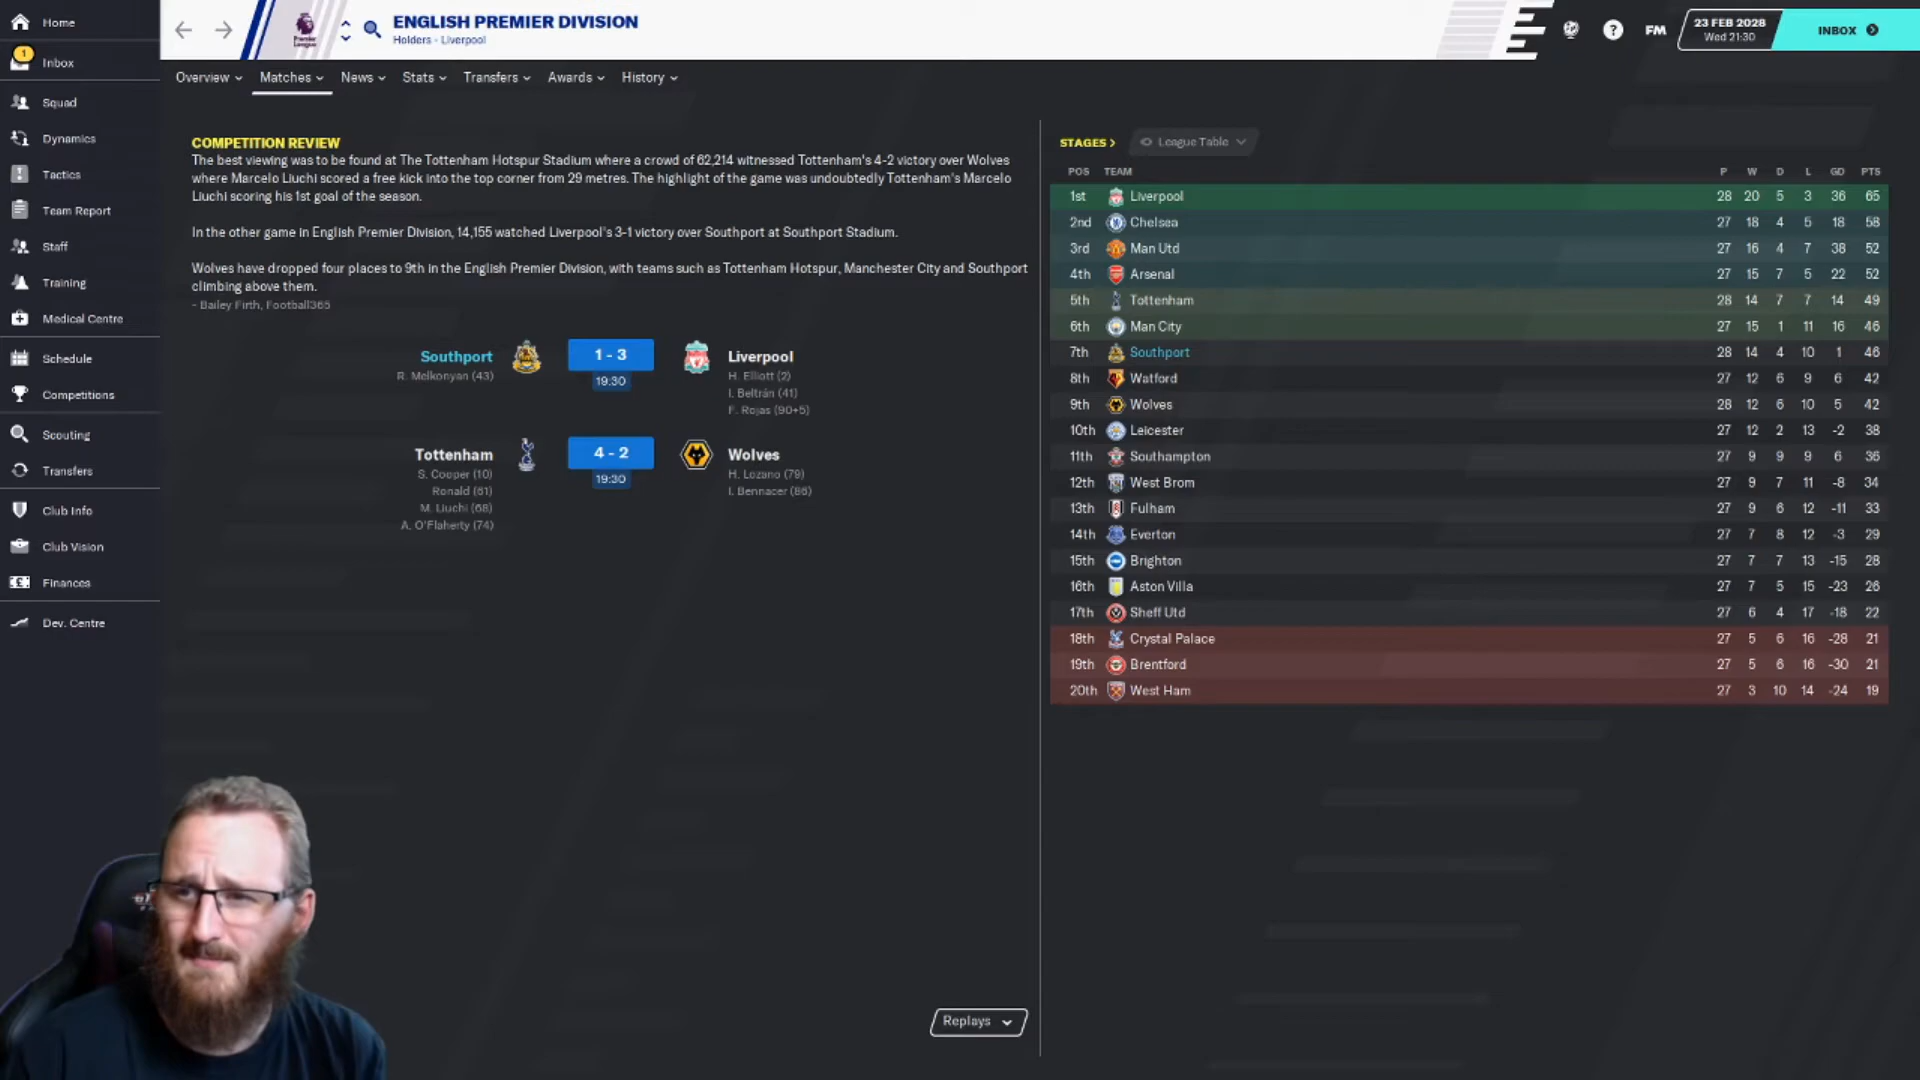 Home
1
Inbox
Squad
Dynamics
Tactics
Team Report
Staff
Training
Medical Centre
Schedule
Competitions
Scouting
Transfers
Club Info
Club Vision
Finances
Dev. Centre
Premier League
ENGLISH PREMIER DIVISION
Holders - Liverpool
?
FM
23 FEB 2028
Wed 21:30
INBOX
Overview
Matches
News
Stats
Transfers
Awards
History
COMPETITION REVIEW
The best viewing was to be found at The Tottenham Hotspur Stadium where a crowd of 62,214 witnessed Tottenham's 4-2 victory over Wolves
where Marcelo Liuchi scored a free kick into the top corner from 29 metres. The highlight of the game was undoubtedly Tottenham's Marcelo
Liuchi scoring his 1st goal of the season.
In the other game in English Premier Division, 14,155 watched Liverpool's 3-1 victory over Southport at Southport Stadium.
Wolves have dropped four places to 9th in the English Premier Division, with teams such as Tottenham Hotspur, Manchester City and Southport
climbing above them.
- Bailey Firth, Football365
Southport 1 - 3 Liverpool
R. Melkonyan (43) 19:30 H. Elliott (2)
I. Beltrán (41)
F. Rojas (90+5)
Tottenham 4 - 2 Wolves
S. Cooper (10) 19:30 H. Lozano (79)
Ronald (61) I. Bennacer (86)
M. Liuchi (68)
A. O'Flaherty (74)
Replays
STAGES > League Table
POS TEAM P W D L GD PTS
1st Liverpool 28 20 5 3 36 65
2nd Chelsea 27 18 4 5 18 58
3rd Man Utd 27 16 4 7 38 52
4th Arsenal 27 15 7 5 22 52
5th Tottenham 28 14 7 7 14 49
6th Man City 27 15 1 11 16 46
7th Southport 28 14 4 10 1 46
8th Watford 27 12 6 9 6 42
9th Wolves 28 12 6 10 5 42
10th Leicester 27 12 2 13 -2 38
11th Southampton 27 9 9 9 6 36
12th West Brom 27 9 7 11 -8 34
13th Fulham 27 9 6 12 -11 33
14th Everton 27 7 8 12 -3 29
15th Brighton 27 7 7 13 -15 28
16th Aston Villa 27 7 5 15 -23 26
17th Sheff Utd 27 6 4 17 -18 22
18th Crystal Palace 27 5 6 16 -28 21
19th Brentford 27 5 6 16 -30 21
20th West Ham 27 3 10 14 -24 19